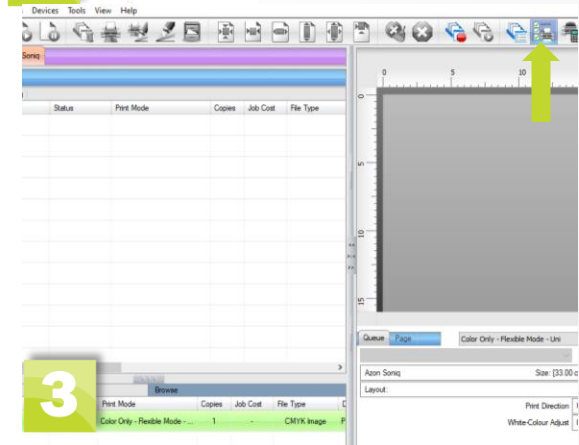 Devices Tools View Help
Soniq
0 5 10
Status Print Mode Copies Job Cost File Type
0
5
10
15
Queue Page Color Only - Flexible Mode - Uni
Azon Soniq Size: [33.00 c
Layout:
Print Direction
White-Colour Adjust
3
Browse
Print Mode Copies Job Cost File Type
Color Only - Flexible Mode - ... 1 - CMYK Image P